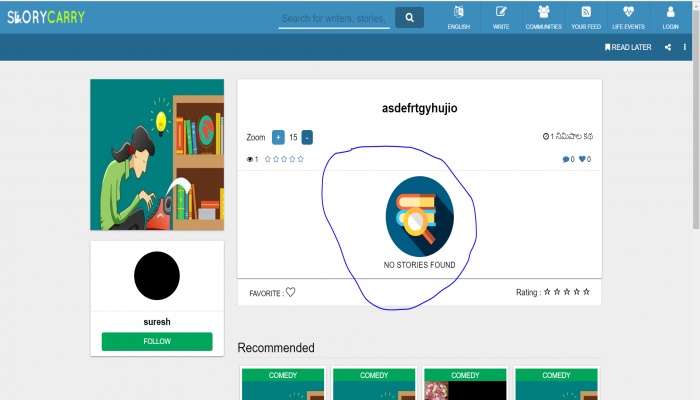 STORYCARRY
Search for writers, stories,
ENGLISH
WRITE
COMMUNITIES
YOUR FEED
LIFE EVENTS
LOGIN
READ LATER
asdefrtgyhujio
Zoom + 15 -
1 నిమిషాల కథ
1
0 0
NO STORIES FOUND
FAVORITE :
Rating :
suresh
FOLLOW
Recommended
COMEDY
COMEDY
COMEDY
COMEDY